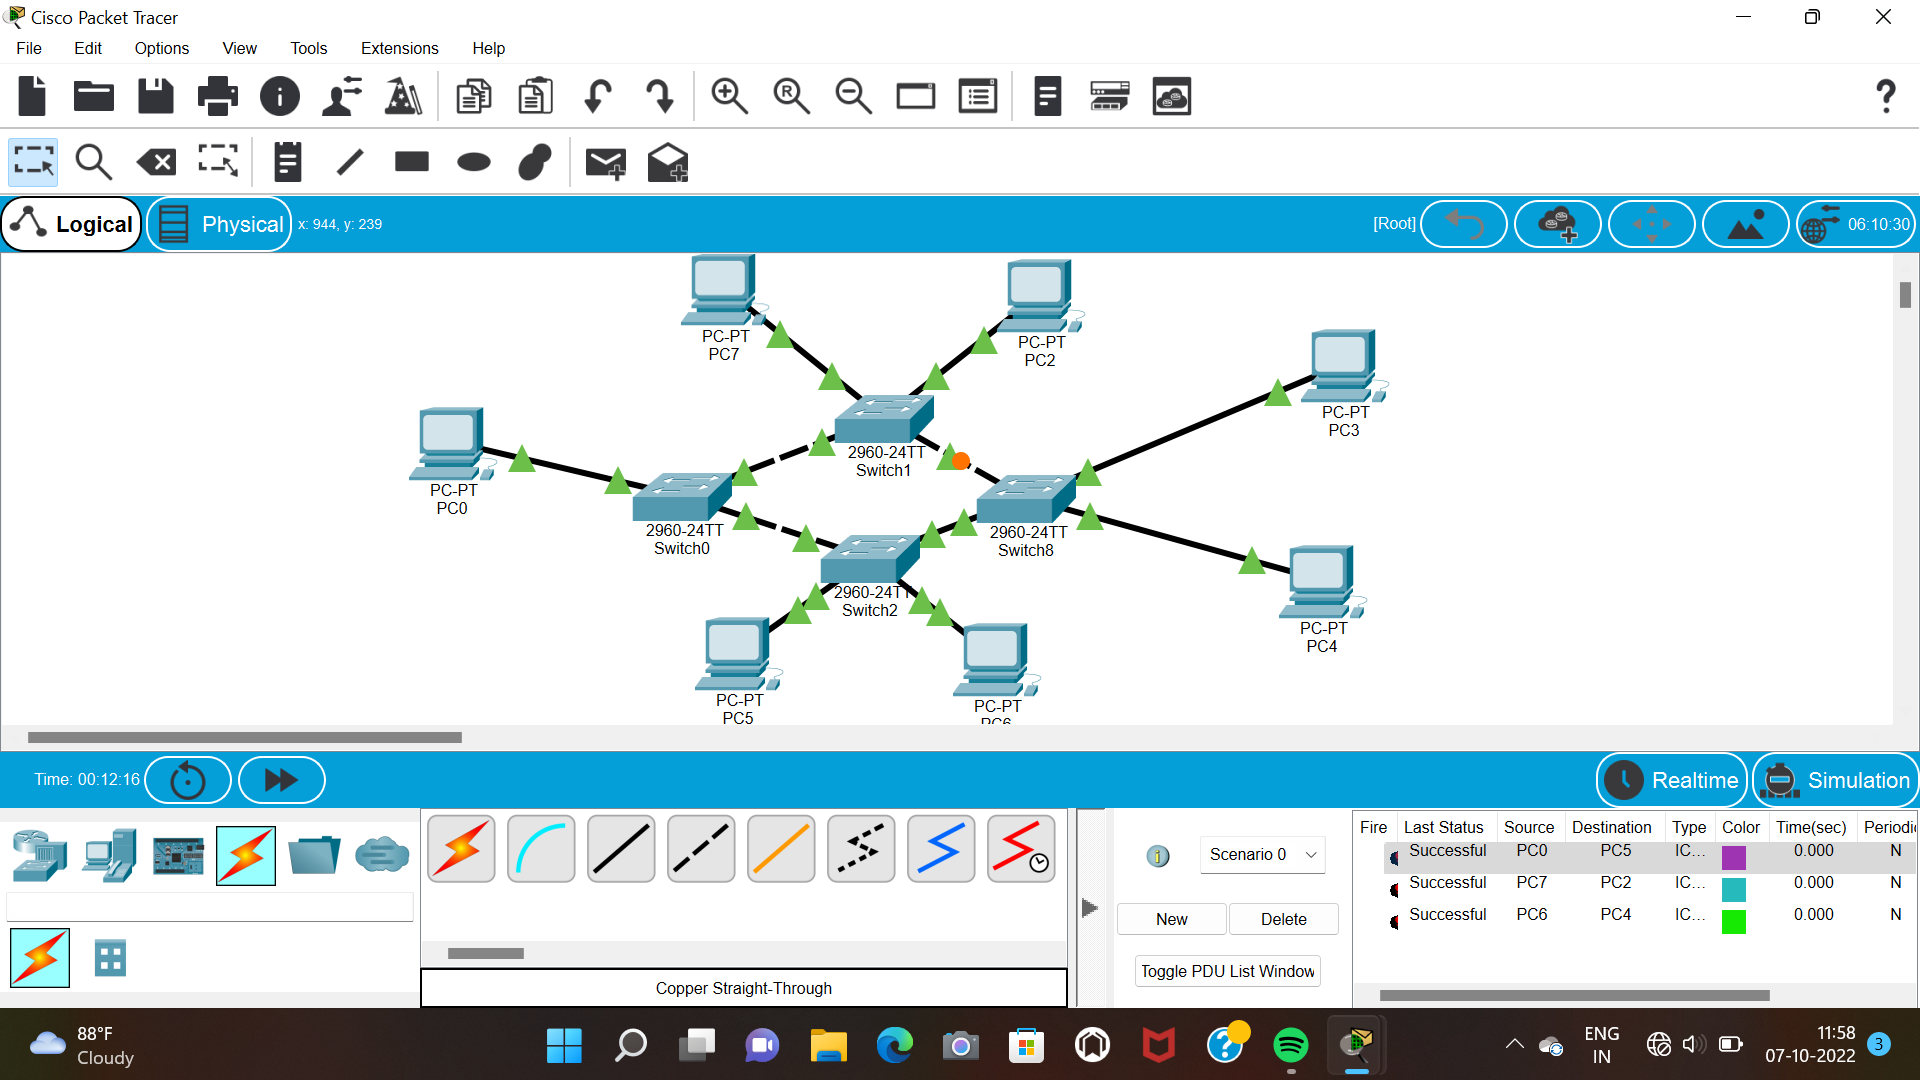 Cisco Packet Tracer
File Edit Options View Tools Extensions Help
Logical Physical x: 944, y: 239 [Root] 06:10:30
PC-PT
PC7
PC-PT
PC2
PC-PT
PC3
2960-24TT
Switch1
PC-PT
PC0
2960-24TT
Switch0
2960-24TT
Switch8
2960-24TT
Switch2
PC-PT
PC4
PC-PT
PC5
PC-PT
PC6
Time: 00:12:16 Realtime Simulation
Fire Last Status Source Destination Type Color Time(sec) Periodic
Successful PC0 PC5 IC... 0.000 N
Successful PC7 PC2 IC... 0.000 N
Successful PC6 PC4 IC... 0.000 N
Scenario 0
New Delete
Toggle PDU List Window
Copper Straight-Through
88°F
Cloudy
ENG
IN
11:58
07-10-2022
3